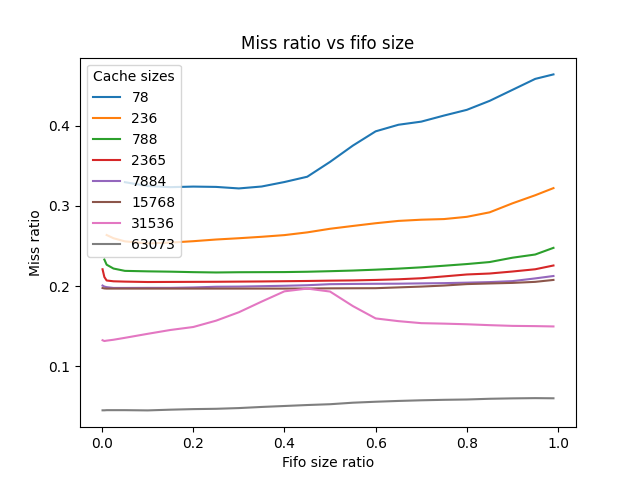 Miss ratio vs fifo size
Cache sizes
78
236
788
2365
7884
15768
31536
63073
0.4
0.3
0.2
0.1
Miss ratio
0.0 0.2 0.4 0.6 0.8 1.0
Fifo size ratio